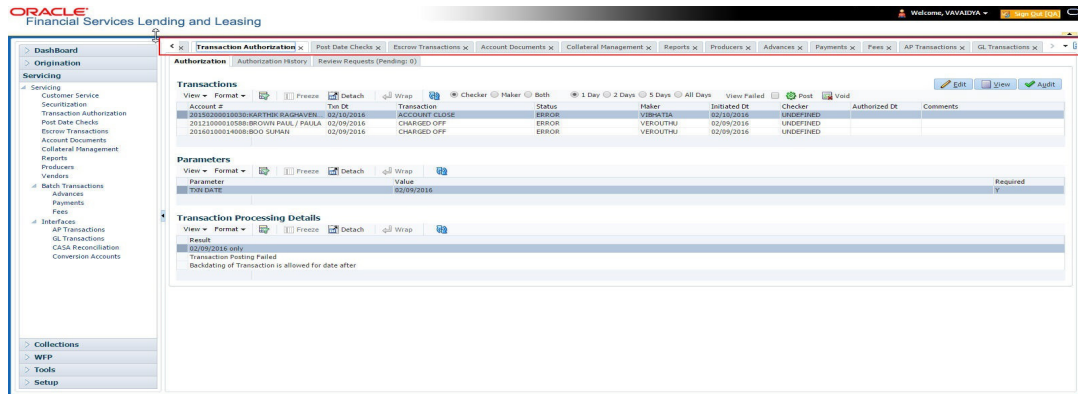 ORACLE
Financial Services Lending and Leasing
Welcome, VAVAIDYA
Sign Out [QA]
DashBoard
Origination
Servicing
Servicing
Customer Service
Securitization
Transaction Authorization
Post Date Checks
Escrow Transactions
Account Documents
Collateral Management
Reports
Producers
Vendors
Batch Transactions
Advances
Payments
Fees
Interfaces
AP Transactions
GL Transactions
CASA Reconciliation
Conversion Accounts
Collections
WFP
Tools
Setup
Transaction Authorization x Post Date Checks x Escrow Transactions x Account Documents x Collateral Management x Reports x Producers x Advances x Payments x Fees x AP Transactions x GL Transactions x
Authorization Authorization History Review Requests (Pending: 0)
Transactions Edit View Audit
View Format Freeze Detach Wrap Checker Maker Both 1 Day 2 Days 5 Days All Days View Failed Post Void
Account # Txn Dt Transaction Status Maker Initiated Dt Checker Authorized Dt Comments
20150200010030:KARTHIK RAGHAVEN... 02/10/2016 ACCOUNT CLOSE ERROR VIBHATIA 02/10/2016 UNDEFINED
20121000010588:BROWN PAUL / PAULA 02/09/2016 CHARGED OFF ERROR VEROUTHU 02/09/2016 UNDEFINED
20160100014008:BOO SUMAN 02/09/2016 CHARGED OFF ERROR VEROUTHU 02/09/2016 UNDEFINED
Parameters
View Format Freeze Detach Wrap
Parameter Value Required
TXN DATE 02/09/2016 Y
Transaction Processing Details
View Format Freeze Detach Wrap
Result
02/09/2016 only
Transaction Posting Failed
Backdating of Transaction is allowed for date after